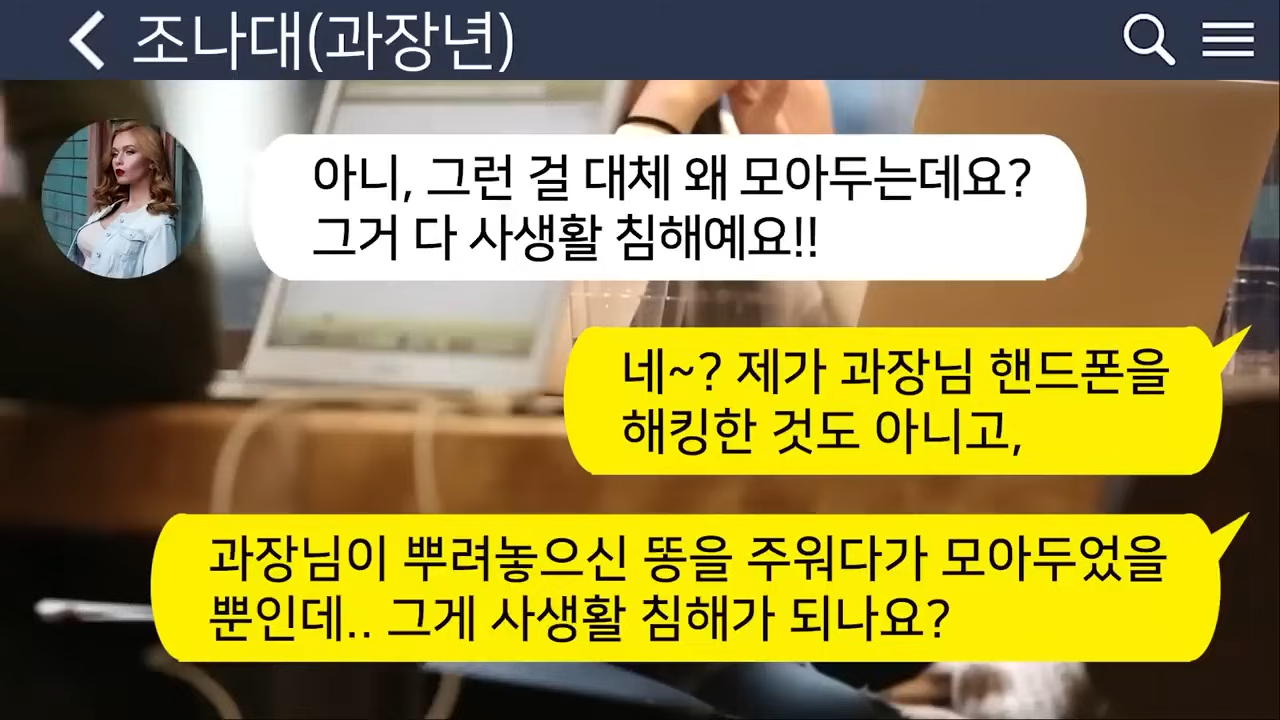 조나대(과장년)
아니, 그런 걸 대체 왜 모아두는데요?
그거 다 사생활 침해예요!!
네~? 제가 과장님 핸드폰을
해킹한 것도 아니고,
과장님이 뿌려놓으신 똥을 주워다가 모아두었을
뿐인데.. 그게 사생활 침해가 되나요?